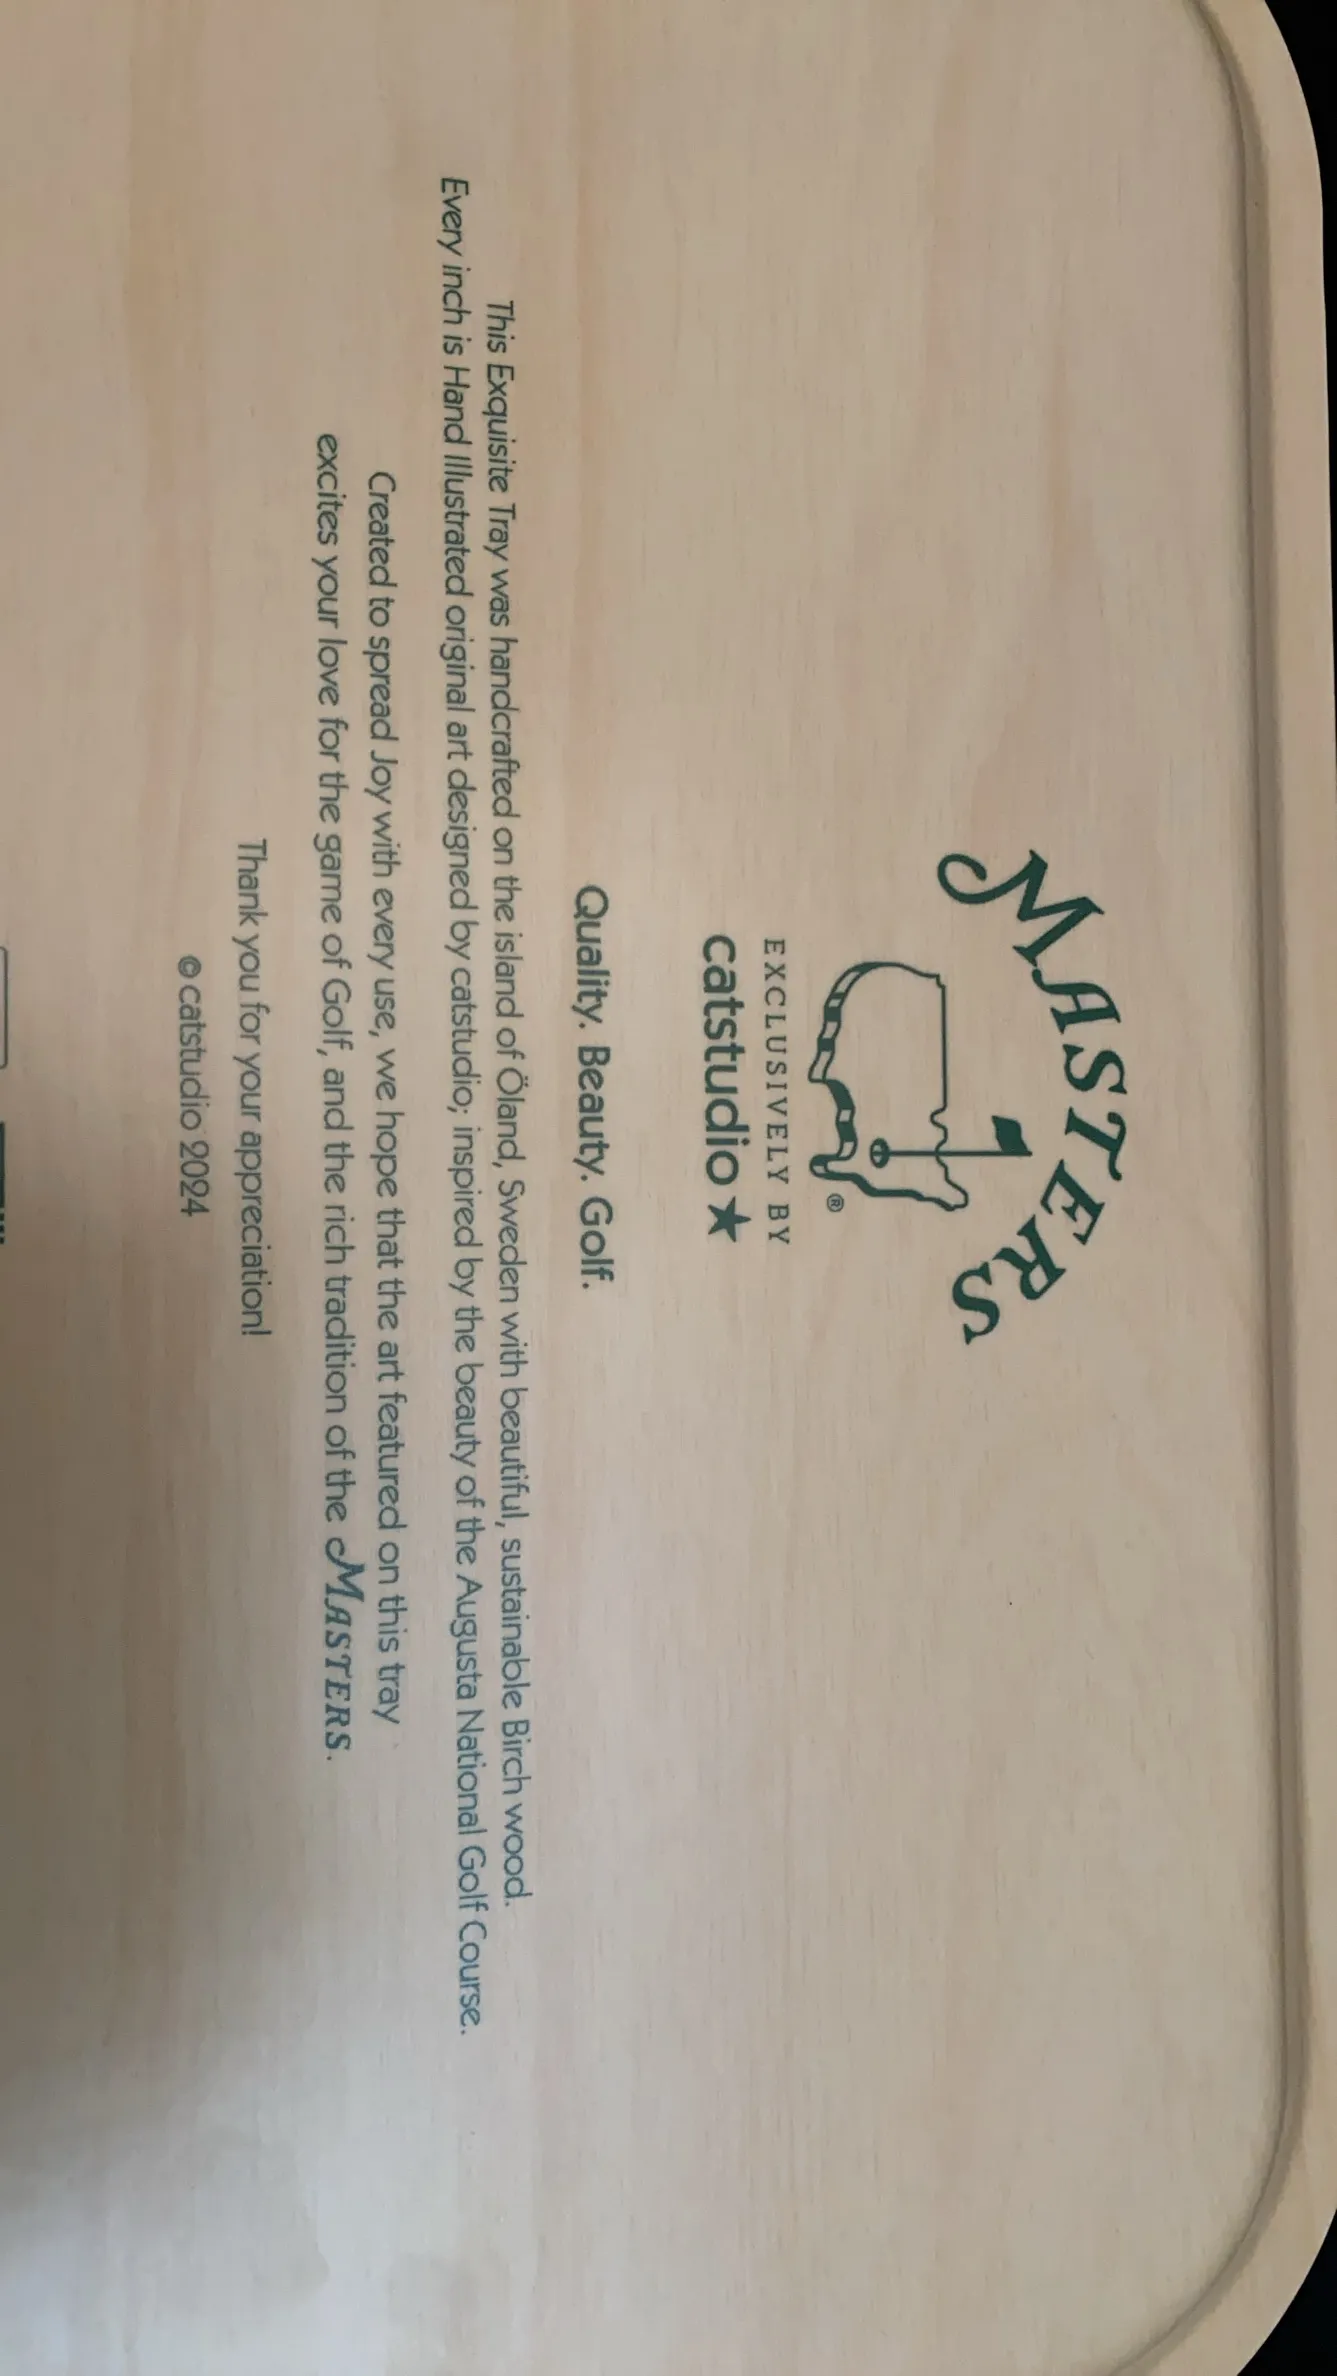 MASTERS
®
EXCLUSIVELY BY
catstudio★
Quality. Beauty. Golf.
This Exquisite Tray was handcrafted on the island of Öland, Sweden with beautiful, sustainable Birch wood.
Every inch is Hand Illustrated original art designed by catstudio; inspired by the beauty of the Augusta National Golf Course.
Created to spread Joy with every use, we hope that the art featured on this tray
excites your love for the game of Golf, and the rich tradition of the MASTERS.
Thank you for your appreciation!
©catstudio 2024